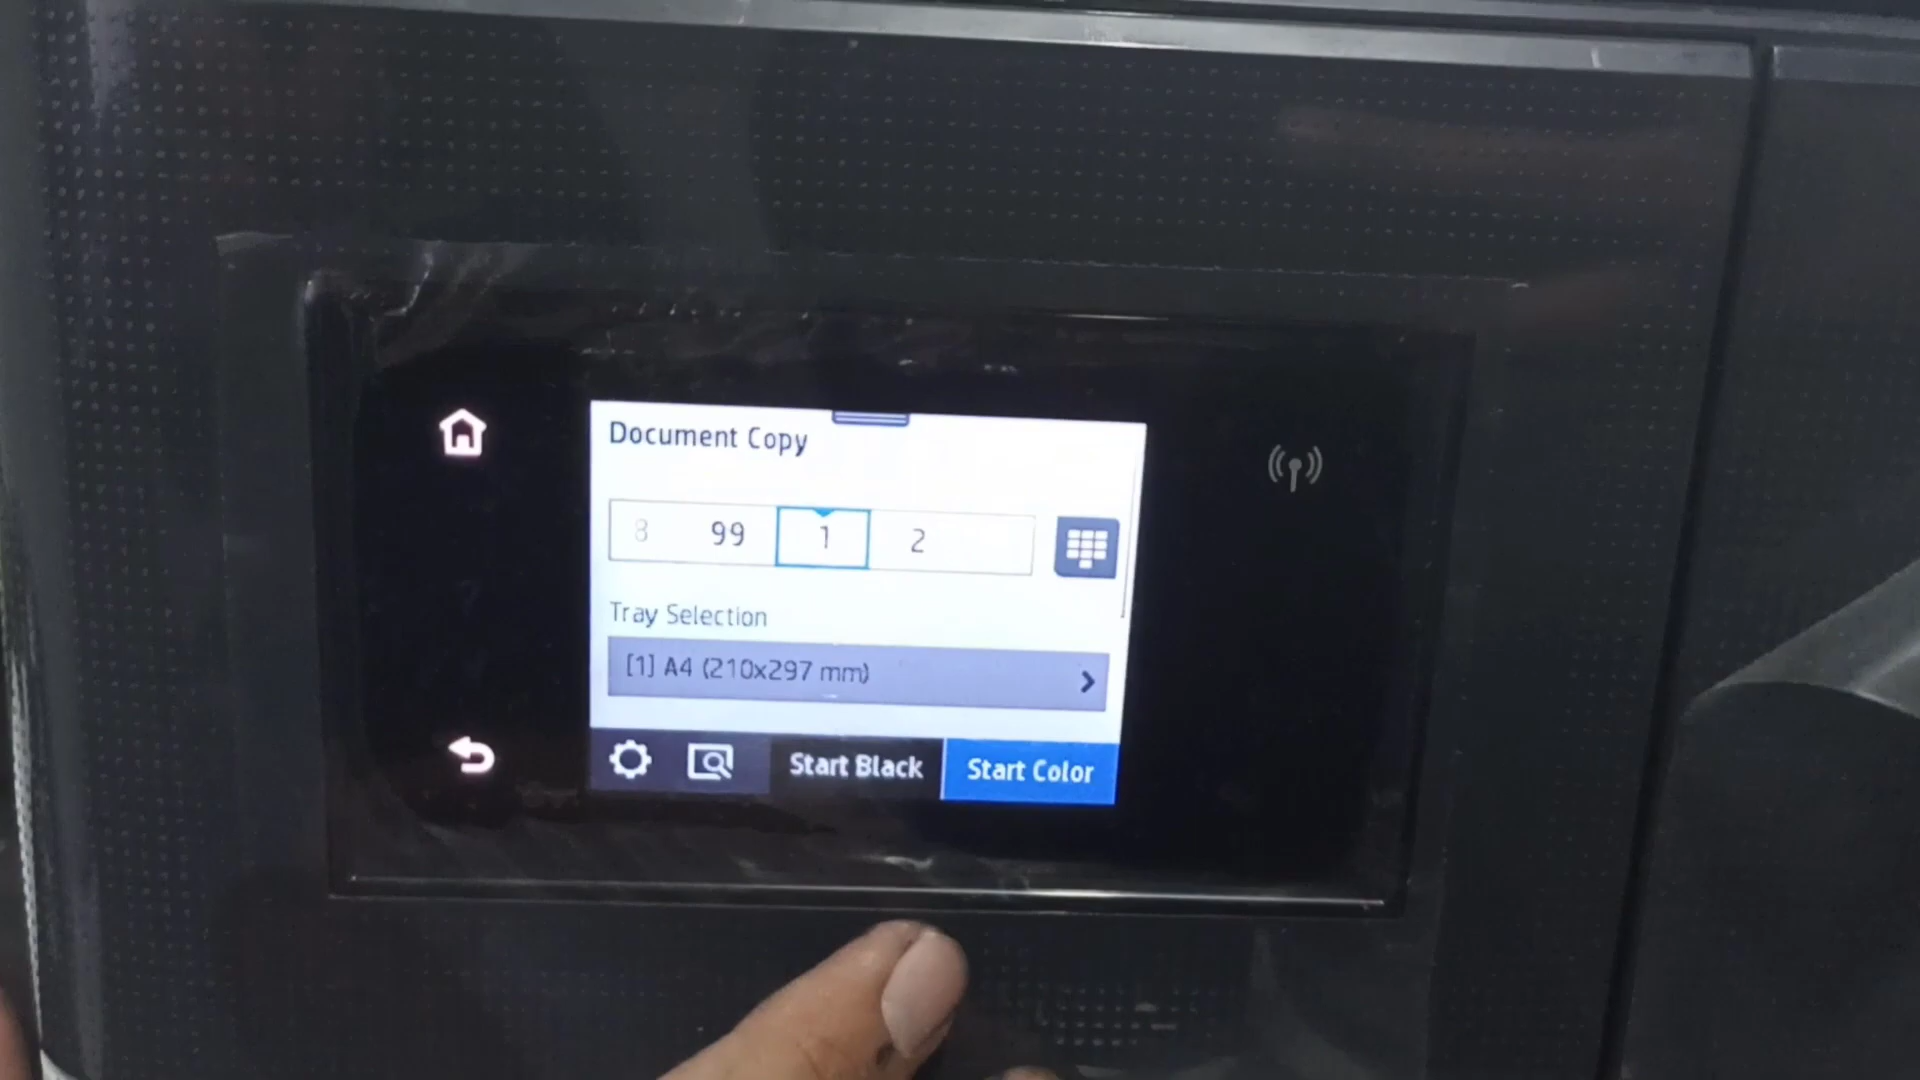 Document Copy
8 99 1 2
Tray Selection
[1] A4 (210x297 mm)
Start Black Start Color